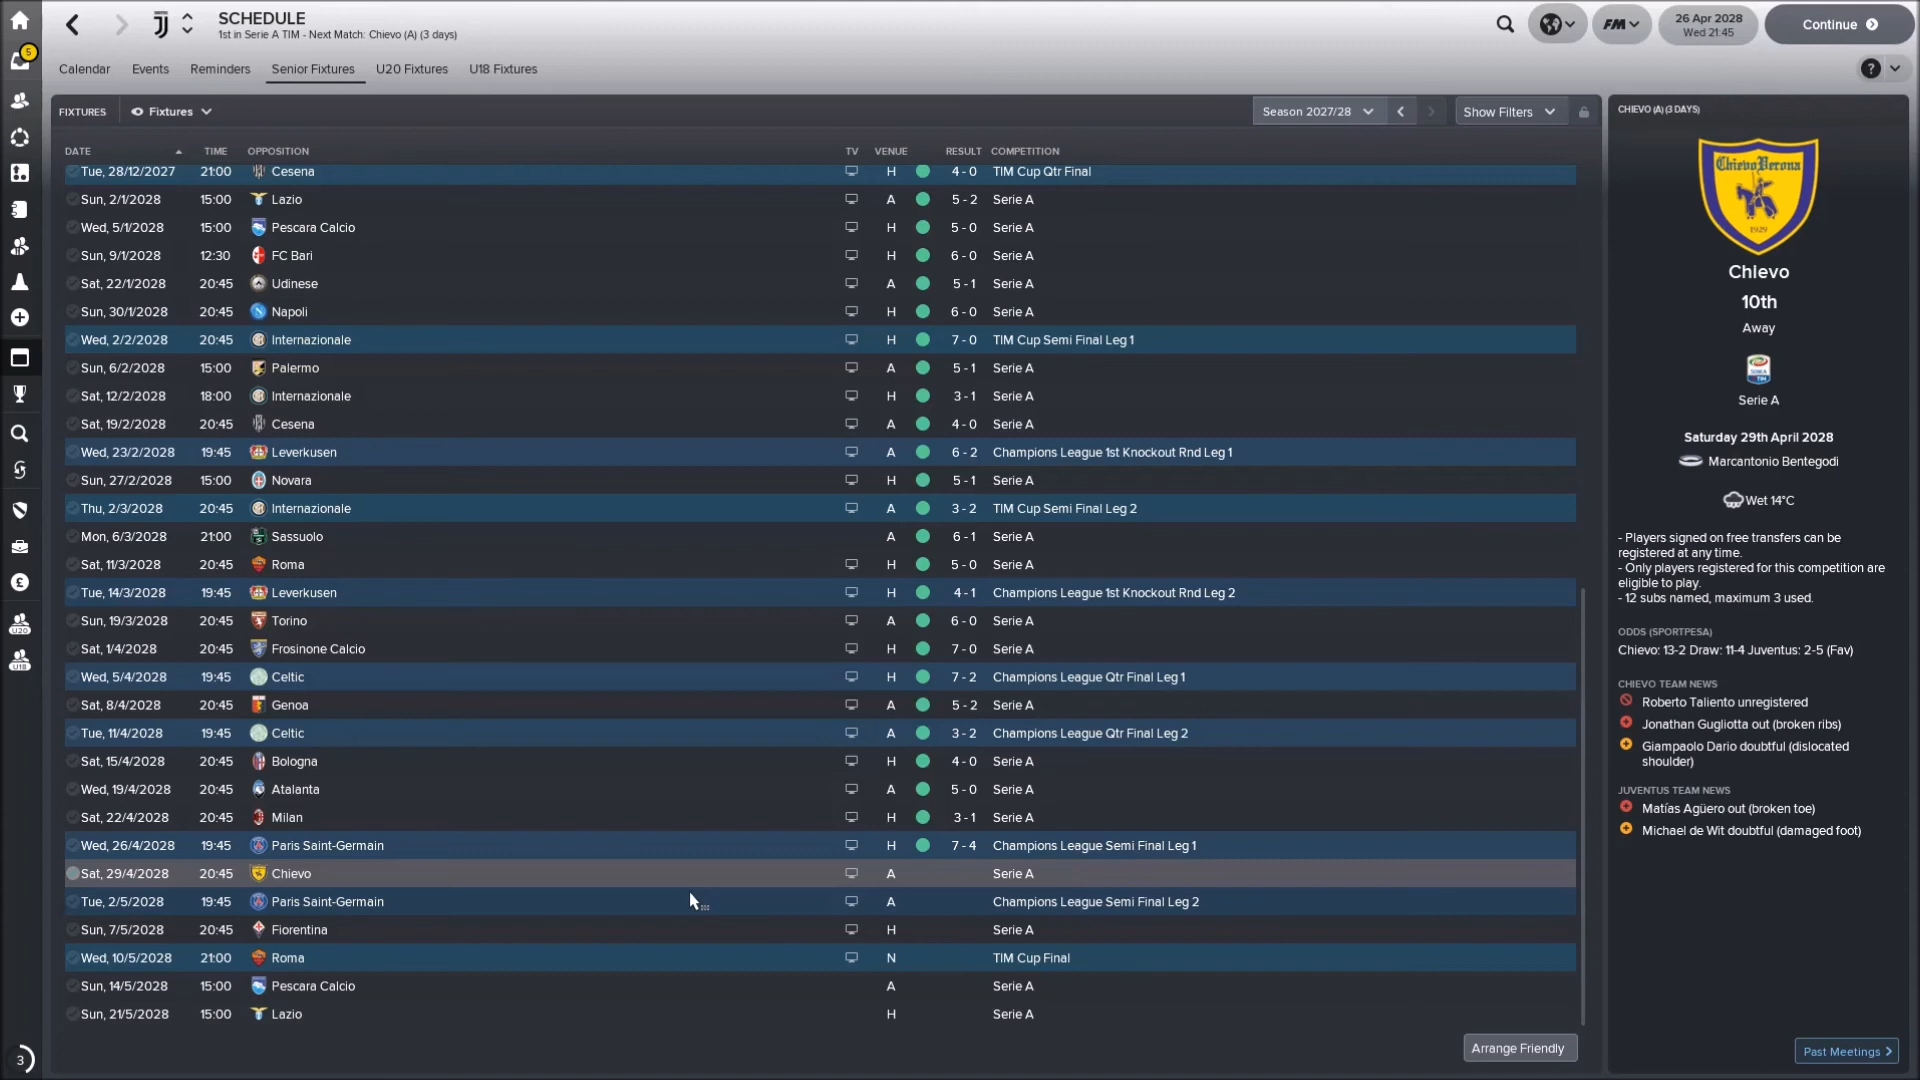 SCHEDULE
1st in Serie A TIM - Next Match: Chievo (A) (3 days)
FM
26 Apr 2028
Wed 21:45
Continue
5
Calendar Events Reminders Senior Fixtures U20 Fixtures U18 Fixtures
?
FIXTURES Fixtures Season 2027/28 Show Filters
DATE TIME OPPOSITION TV VENUE RESULT COMPETITION
Tue, 28/12/2027 21:00 Cesena H 4 - 0 TIM Cup Qtr Final
Sun, 2/1/2028 15:00 Lazio A 5 - 2 Serie A
Wed, 5/1/2028 15:00 Pescara Calcio H 5 - 0 Serie A
Sun, 9/1/2028 12:30 FC Bari H 6 - 0 Serie A
Sat, 22/1/2028 20:45 Udinese A 5 - 1 Serie A
Sun, 30/1/2028 20:45 Napoli H 6 - 0 Serie A
Wed, 2/2/2028 20:45 Internazionale H 7 - 0 TIM Cup Semi Final Leg 1
Sun, 6/2/2028 15:00 Palermo A 5 - 1 Serie A
Sat, 12/2/2028 18:00 Internazionale H 3 - 1 Serie A
Sat, 19/2/2028 20:45 Cesena A 4 - 0 Serie A
Wed, 23/2/2028 19:45 Leverkusen A 6 - 2 Champions League 1st Knockout Rnd Leg 1
Sun, 27/2/2028 15:00 Novara H 5 - 1 Serie A
Thu, 2/3/2028 20:45 Internazionale A 3 - 2 TIM Cup Semi Final Leg 2
Mon, 6/3/2028 21:00 Sassuolo A 6 - 1 Serie A
Sat, 11/3/2028 20:45 Roma H 5 - 0 Serie A
Tue, 14/3/2028 19:45 Leverkusen H 4 - 1 Champions League 1st Knockout Rnd Leg 2
Sun, 19/3/2028 20:45 Torino A 6 - 0 Serie A
Sat, 1/4/2028 20:45 Frosinone Calcio H 7 - 0 Serie A
Wed, 5/4/2028 19:45 Celtic H 7 - 2 Champions League Qtr Final Leg 1
Sat, 8/4/2028 20:45 Genoa A 5 - 2 Serie A
Tue, 11/4/2028 19:45 Celtic A 3 - 2 Champions League Qtr Final Leg 2
Sat, 15/4/2028 20:45 Bologna H 4 - 0 Serie A
Wed, 19/4/2028 20:45 Atalanta A 5 - 0 Serie A
Sat, 22/4/2028 20:45 Milan H 3 - 1 Serie A
Wed, 26/4/2028 19:45 Paris Saint-Germain H 7 - 4 Champions League Semi Final Leg 1
Sat, 29/4/2028 20:45 Chievo A Serie A
Tue, 2/5/2028 19:45 Paris Saint-Germain A Champions League Semi Final Leg 2
Sun, 7/5/2028 20:45 Fiorentina H Serie A
Wed, 10/5/2028 21:00 Roma N TIM Cup Final
Sun, 14/5/2028 15:00 Pescara Calcio A Serie A
Sun, 21/5/2028 15:00 Lazio H Serie A
Arrange Friendly
U20
U18
3
CHIEVO (A) (3 DAYS)
ChievoVerona
1929
Chievo
10th
Away
Serie A
Saturday 29th April 2028
Marcantonio Bentegodi
Wet 14°C
- Players signed on free transfers can be
registered at any time.
- Only players registered for this competition are
eligible to play.
- 12 subs named, maximum 3 used.
ODDS (SPORTPESA)
Chievo: 13-2 Draw: 11-4 Juventus: 2-5 (Fav)
CHIEVO TEAM NEWS
Roberto Taliento unregistered
Jonathan Gugliotta out (broken ribs)
Giampaolo Dario doubtful (dislocated
shoulder)
JUVENTUS TEAM NEWS
Matías Agüero out (broken toe)
Michael de Wit doubtful (damaged foot)
Past Meetings